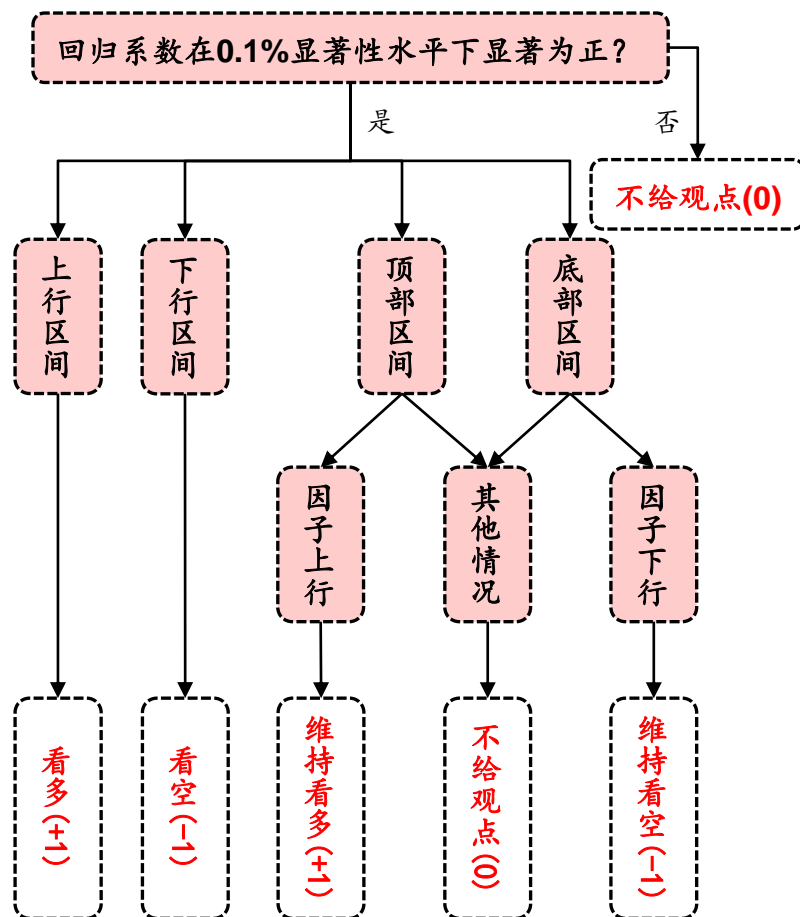 回归系数在0.1%显著性水平下显著为正？
是
否
不给观点(0)
上行区间
下行区间
顶部区间
底部区间
因子上行
其他情况
因子下行
看多(+1)
看空(-1)
维持看多(+1)
不给观点(0)
维持看空(-1)